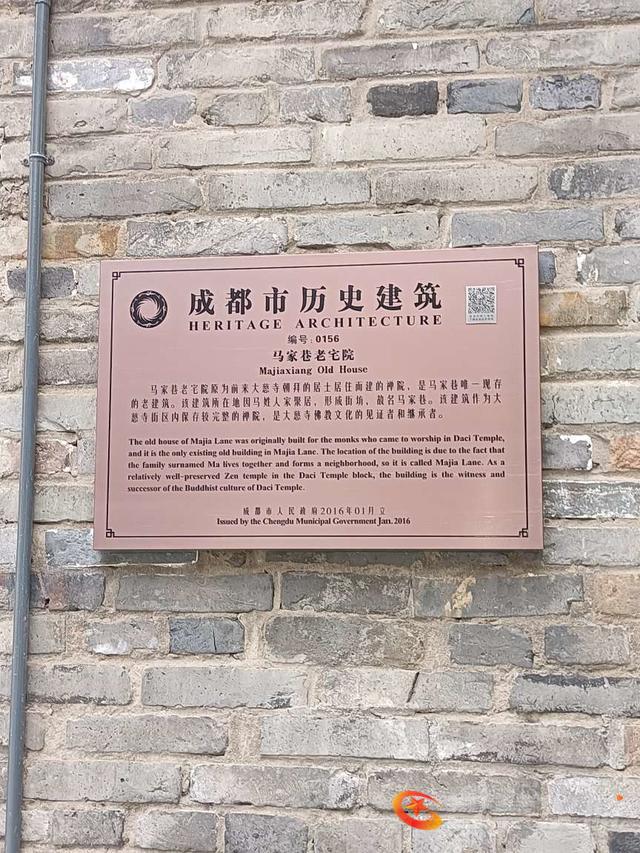 成都市历史建筑
HERITAGE ARCHITECTURE
编号：0156
马家巷老宅院
Majiaxiang Old House
马家巷老宅院原为前来大慈寺朝拜的居士居住而建的禅院，是马家巷唯一现存
的老建筑。该建筑所在地因马姓人家聚居，形成街坊，故名马家巷。该建筑作为大
慈寺街区内保存较完整的禅院，是大慈寺佛教文化的见证者和继承者。
The old house of Majia Lane was originally built for the monks who came to worship in Daci Temple,
and it is the only existing old building in Majia Lane. The location of the building is due to the fact that
the family surnamed Ma lives together and forms a neighborhood, so it is called Majia Lane. As a
relatively well-preserved Zen temple in the Daci Temple block, the building is the witness and
successor of the Buddhist culture of Daci Temple.
成都市人民政府2016年01月立
Issued by the Chengdu Municipal Government Jan. 2016